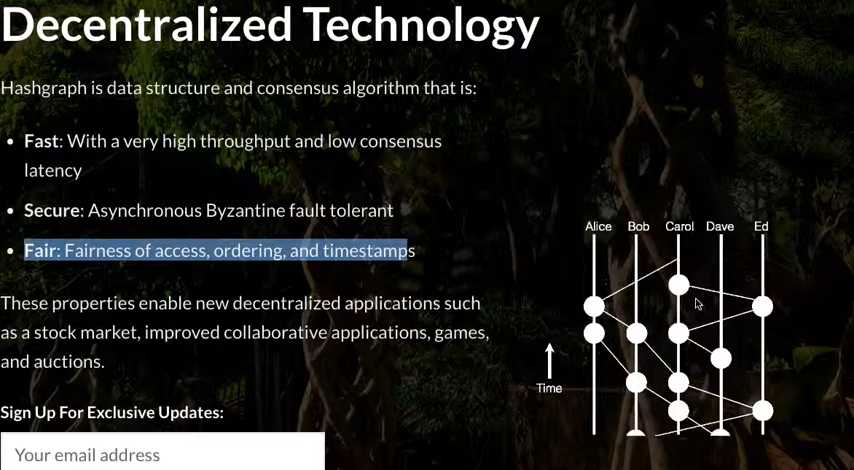 Decentralized Technology
Hashgraph is data structure and consensus algorithm that is:
• Fast: With a very high throughput and low consensus
latency
• Secure: Asynchronous Byzantine fault tolerant
• Fair: Fairness of access, ordering, and timestamps
These properties enable new decentralized applications such
as a stock market, improved collaborative applications, games,
and auctions.
Sign Up For Exclusive Updates:
Your email address
Alice Bob Carol Dave Ed
Time